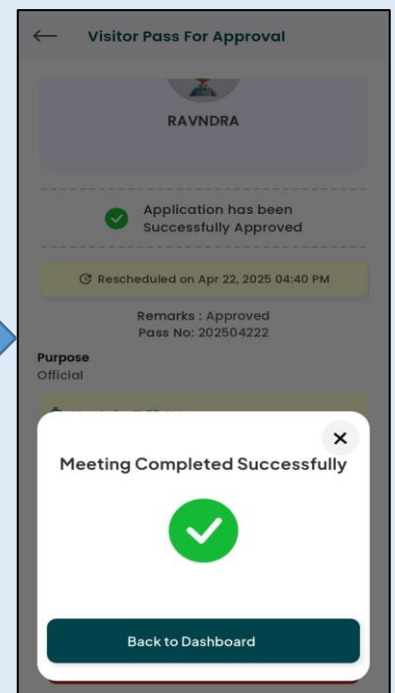 Visitor Pass For Approval
RAVNDRA
Application has been
Successfully Approved
Rescheduled on Apr 22, 2025 04:40 PM
Remarks : Approved
Pass No: 202504222
Purpose
Official
Meeting Completed Successfully
Back to Dashboard